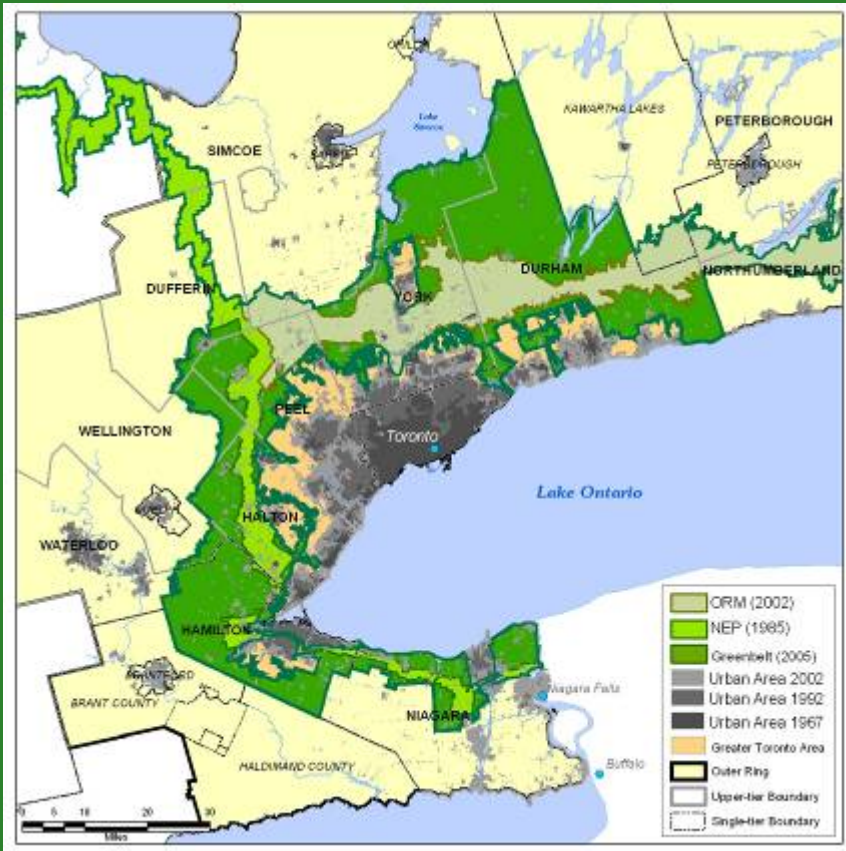 ORILLIA
Lake
Simcoe
KAWARTHA LAKES
PETERBOROUGH
SIMCOE
BARRIE
PETERBOROUGH
DURHAM
NORTHUMBERLAND
DUFFERIN
YORK
PEEL
WELLINGTON
Toronto
Lake Ontario
HALTON
WATERLOO
HAMILTON
BRANTFORD
BRANT COUNTY
NIAGARA
Niagara Falls
HALDIMAND COUNTY
Buffalo
ORM (2002)
NEP (1985)
Greenbelt (2005)
Urban Area 2002
Urban Area 1992
Urban Area 1967
Greater Toronto Area
Outer Ring
Upper-tier Boundary
Single-tier Boundary
0 5 10 20 30
Miles